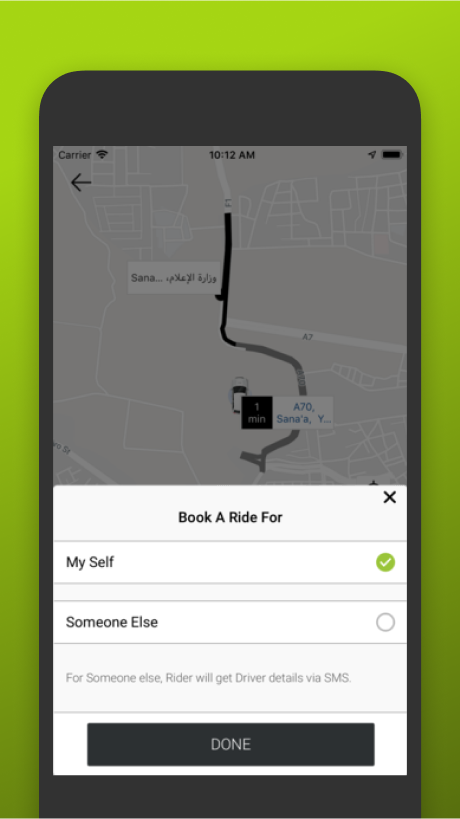 Carrier 10:12 AM
Sana... وزارة الإعلام،
A7
1 min
A70,
Sana'a, Y...
Book A Ride For
My Self
Someone Else
For Someone else, Rider will get Driver details via SMS.
DONE